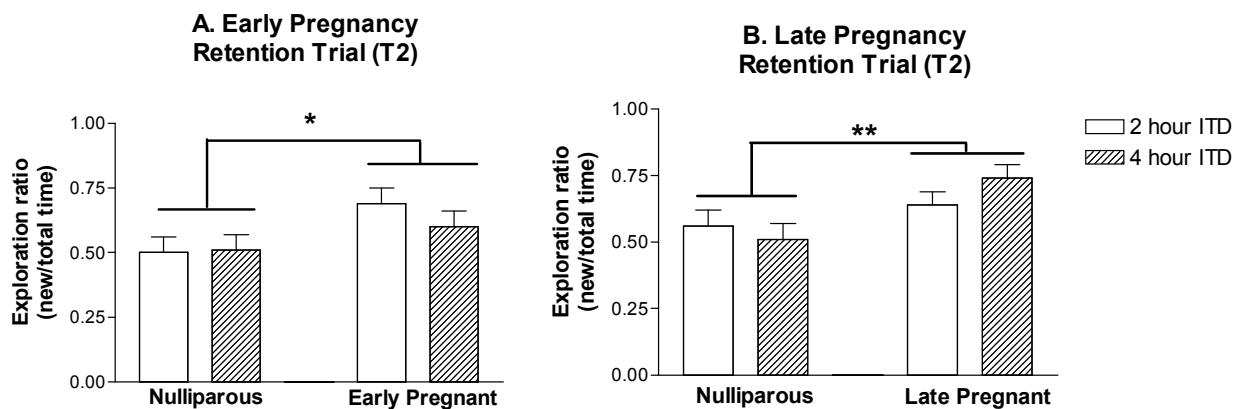 A. Early Pregnancy
Retention Trial (T2)
*
Exploration ratio
(new/total time)
1.00
0.75
0.50
0.25
0.00
Nulliparous
Early Pregnant
B. Late Pregnancy
Retention Trial (T2)
**
Exploration ratio
(new/total time)
1.00
0.75
0.50
0.25
0.00
Nulliparous
Late Pregnant
2 hour ITD
4 hour ITD